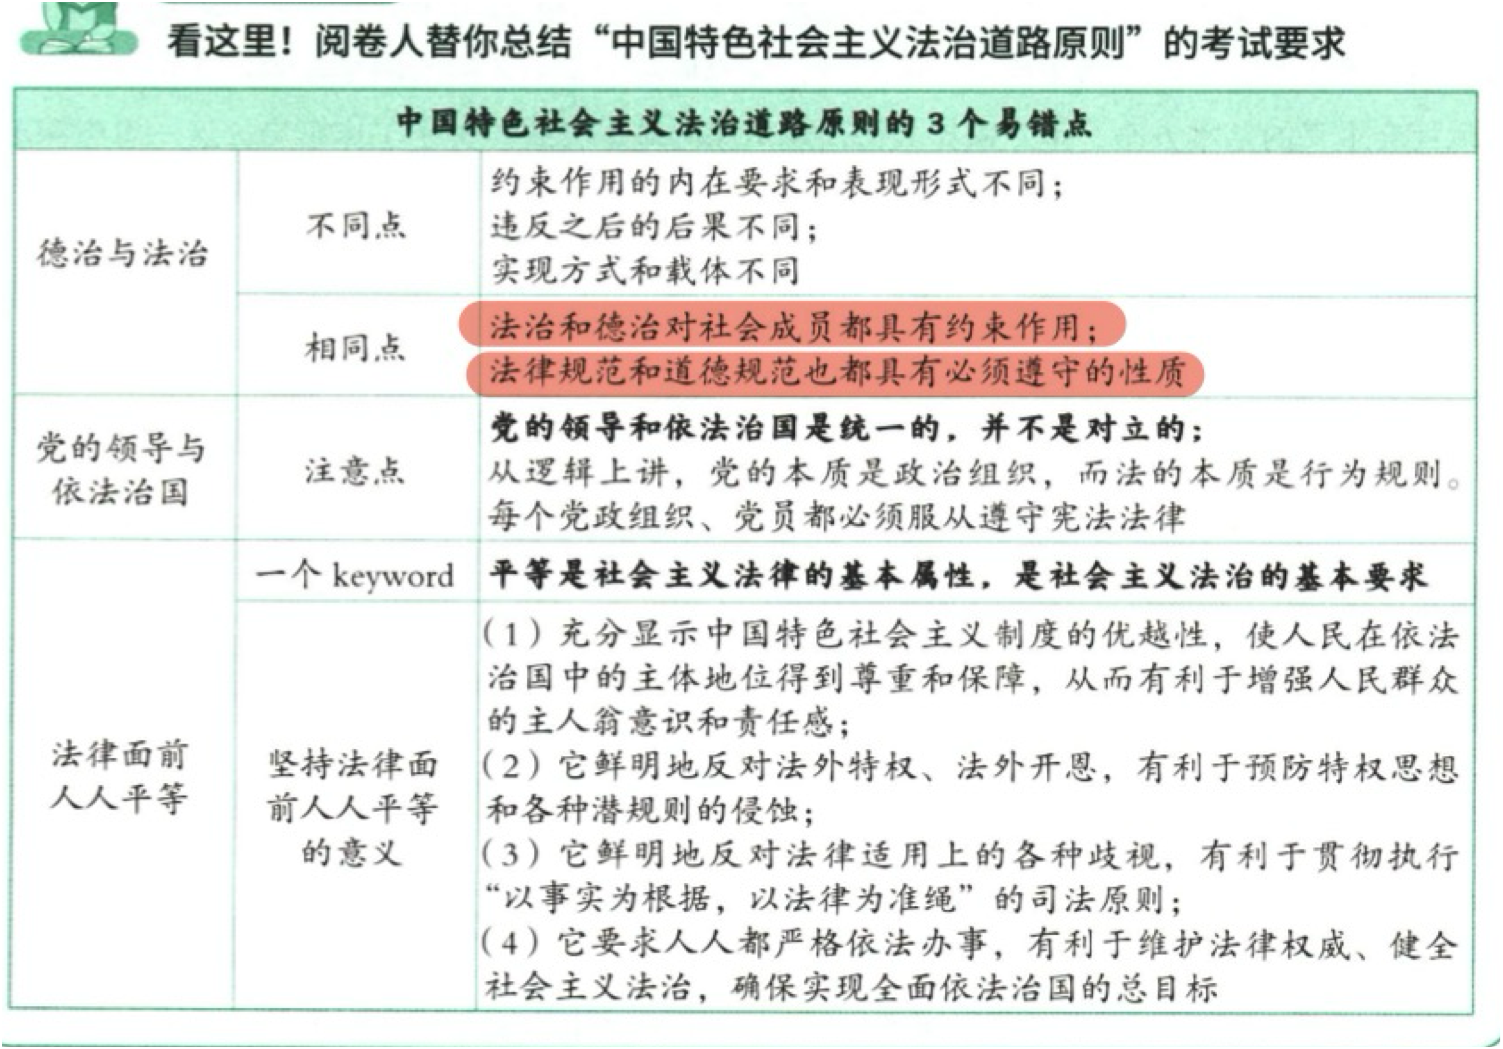 看这里！阅卷人替你总结“中国特色社会主义法治道路原则”的考试要求
中国特色社会主义法治道路原则的3个易错点
德治与法治
不同点
约束作用的内在要求和表现形式不同；
违反之后的后果不同；
实现方式和载体不同
相同点
法治和德治对社会成员都具有约束作用；
法律规范和道德规范也都具有必须遵守的性质
党的领导与
依法治国
注意点
党的领导和依法治国是统一的，并不是对立的；
从逻辑上讲，党的本质是政治组织，而法的本质是行为规则。
每个党政组织、党员都必须服从遵守宪法法律
法律面前
人人平等
一个 keyword
平等是社会主义法律的基本属性，是社会主义法治的基本要求
坚持法律面
前人人平等
的意义
（1）充分显示中国特色社会主义制度的优越性，使人民在依法
治国中的主体地位得到尊重和保障，从而有利于增强人民群众
的主人翁意识和责任感；
（2）它鲜明地反对法外特权、法外开恩，有利于预防特权思想
和各种潜规则的侵蚀；
（3）它鲜明地反对法律适用上的各种歧视，有利于贯彻执行
“以事实为根据，以法律为准绳”的司法原则；
（4）它要求人人都严格依法办事，有利于维护法律权威、健全
社会主义法治，确保实现全面依法治国的总目标